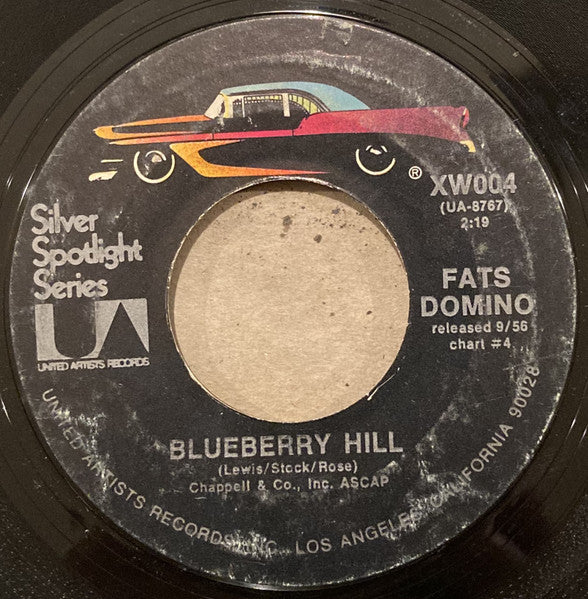 ®
XW004
(UA-8767)
2:19
Silver
Spotlight
Series
UA
UNITED ARTISTS RECORDS
FATS
DOMINO
released 9/56
chart #4
BLUEBERRY HILL
(Lewis/Stock/Rose)
Chappell & Co., Inc. ASCAP
UNITED ARTISTS RECORDS, INC. LOS ANGELES, CALIFORNIA 90028